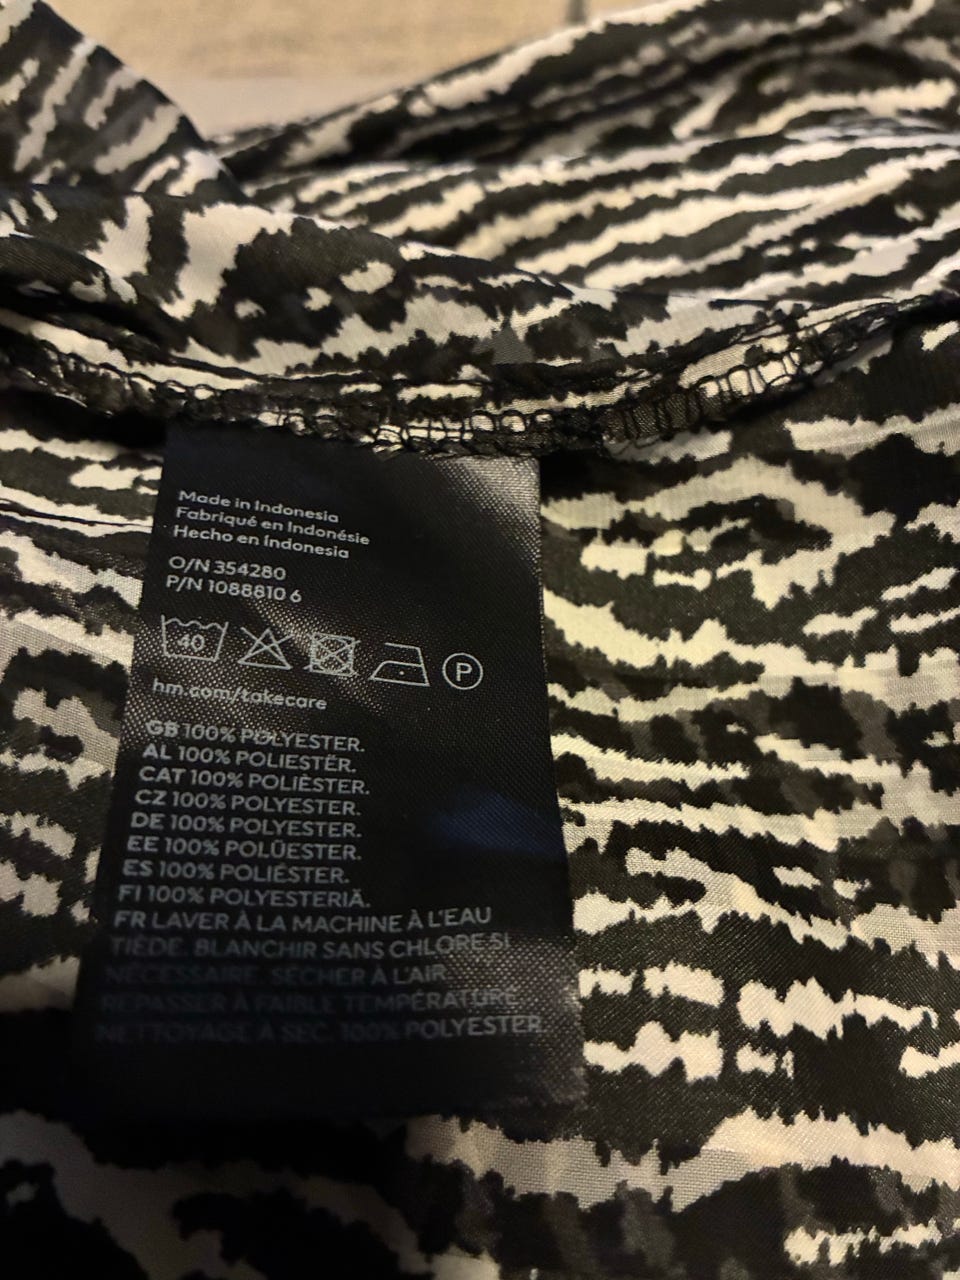 Made in Indonesia
Fabriqué en Indonésie
Hecho en Indonesia
O/N 354280
P/N 1088810 6
40
P
hm.com/takecare
GB 100% POLYESTER.
AL 100% POLIESTËR.
CAT 100% POLIÈSTER.
CZ 100% POLYESTER.
DE 100% POLYESTER.
EE 100% POLÜESTER.
ES 100% POLIÉSTER.
FI 100% POLYESTERIÄ.
FR LAVER À LA MACHINE À L'EAU
TIÈDE. BLANCHIR SANS CHLORE SI
NÉCESSAIRE. SÉCHER À L'AIR.
REPASSER À FAIBLE TEMPÉRATURE.
NETTOYAGE À SEC. 100% POLYESTER.